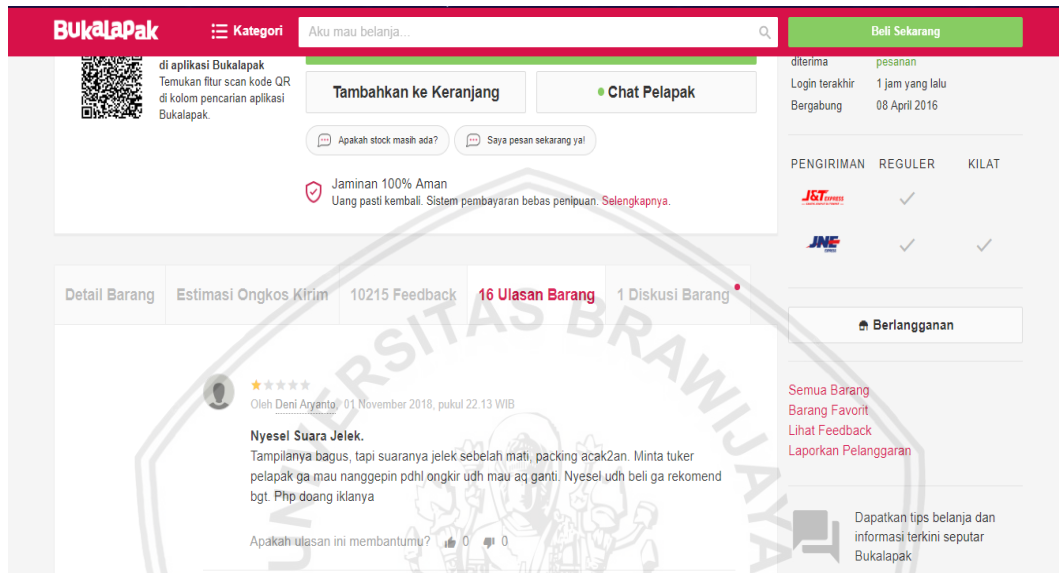 BukaLapak
Kategori
Aku mau belanja...
Beli Sekarang
di aplikasi Bukalapak
Temukan fitur scan kode QR
di kolom pencarian aplikasi
Bukalapak.
Tambahkan ke Keranjang
Chat Pelapak
Apakah stock masih ada?
Saya pesan sekarang ya!
Jaminan 100% Aman
Uang pasti kembali. Sistem pembayaran bebas penipuan. Selengkapnya.
diterima pesanan
Login terakhir 1 jam yang lalu
Bergabung 08 April 2016
PENGIRIMAN REGULER KILAT
J&T EXPRESS
JNE
EXPRESS
Detail Barang
Estimasi Ongkos Kirim
10215 Feedback
16 Ulasan Barang
1 Diskusi Barang
Berlangganan
Oleh Deni Aryanto, 01 November 2018, pukul 22.13 WIB
Nyesel Suara Jelek.
Tampilanya bagus, tapi suaranya jelek sebelah mati, packing acak2an. Minta tuker
pelapak ga mau nanggepin pdhl ongkir udh mau aq ganti. Nyesel udh beli ga rekomend
bgt. Php doang iklanya
Apakah ulasan ini membantumu? 0 0
Semua Barang
Barang Favorit
Lihat Feedback
Laporkan Pelanggaran
Dapatkan tips belanja dan
informasi terkini seputar
Bukalapak
UNIVERSITAS BRAWIJAYA